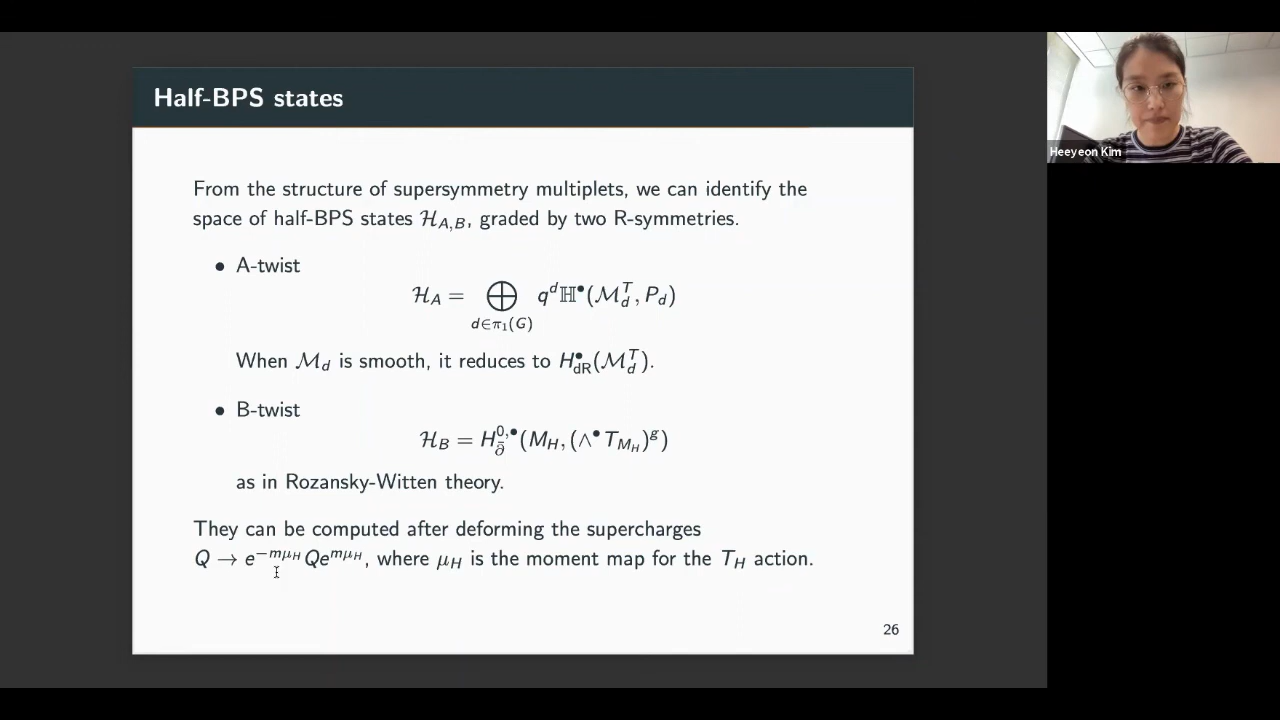 Half-BPS states
From the structure of supersymmetry multiplets, we can identify the
space of half-BPS states ℋ_{A,B}, graded by two R-symmetries.
• A-twist
ℋ_A = ⨁_{d∈π₁(G)} q^d ℍ^•(ℳ_d^T, P_d)
When ℳ_d is smooth, it reduces to H^•_{dR}(ℳ_d^T).
• B-twist
ℋ_B = H^{0,•}_{∂̄}(M_H, (∧^• T_{M_H})^g)
as in Rozansky-Witten theory.
They can be computed after deforming the supercharges
Q → e^{−mμ_H} Qe^{mμ_H}, where μ_H is the moment map for the T_H action.
26
Heeyeon Kim